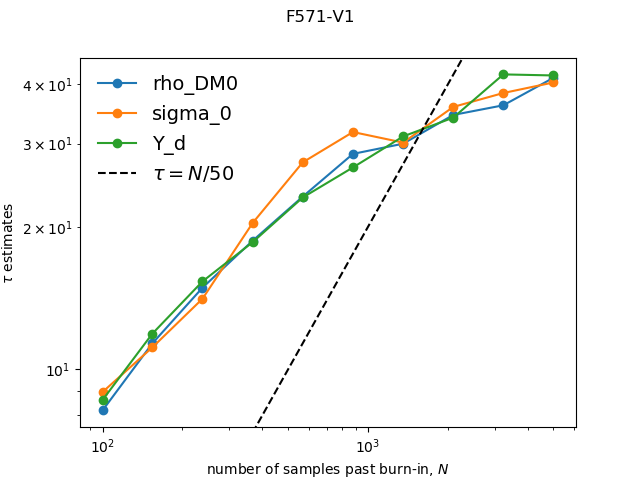 F571-V1
rho_DM0
sigma_0
Y_d
τ = N/50
4 × 10¹
3 × 10¹
2 × 10¹
10¹
τ estimates
10² 10³
number of samples past burn-in, N